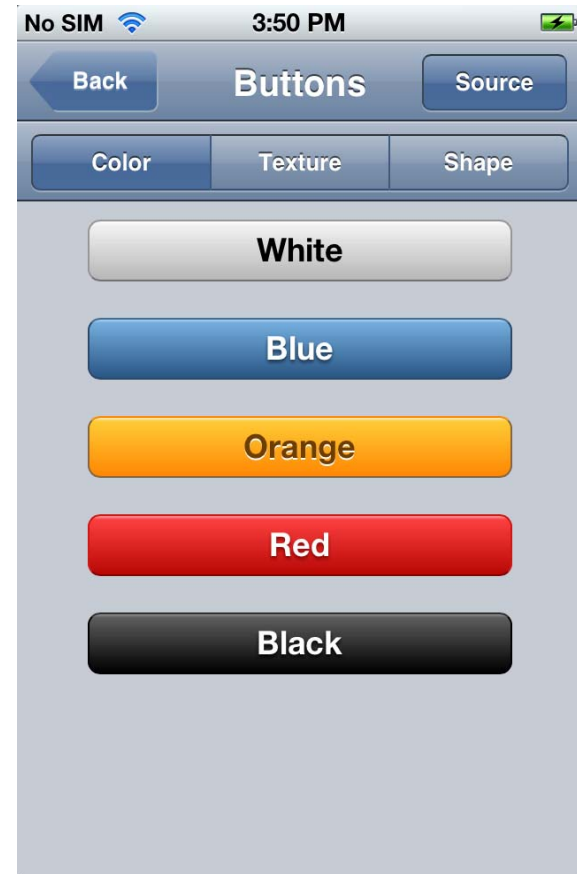 No SIM 3:50 PM
Back Buttons Source
Color Texture Shape
White
Blue
Orange
Red
Black